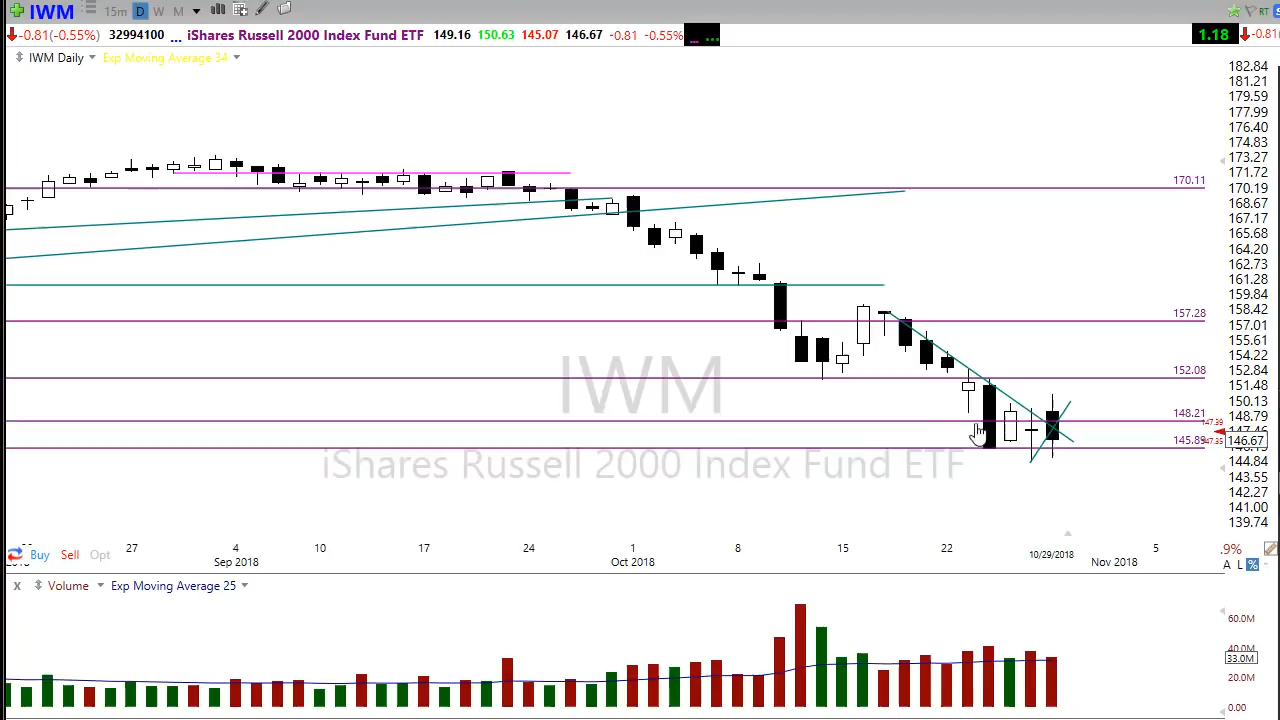 IWM 15m D W M
-0.81(-0.55%) 32994100 ... iShares Russell 2000 Index Fund ETF 149.16 150.63 145.07 146.67 -0.81 -0.55% ... 1.18 -0.81
RT
IWM Daily Exp Moving Average 34
182.84
181.21
179.59
177.99
176.40
174.83
173.27
171.72
170.11
170.19
168.67
167.17
165.68
164.20
162.73
161.28
159.84
158.42
157.28
157.01
155.61
154.22
152.08
152.84
151.48
150.13
148.21
148.79
147.39
145.89
147.35
146.67
144.84
143.55
142.27
141.00
139.74
IWM
iShares Russell 2000 Index Fund ETF
27 4 10 17 24 1 8 15 22 10/29/2018 5
Sep 2018 Oct 2018 Nov 2018
Buy Sell Opt
.9%
A L %
X Volume Exp Moving Average 25
60.0M
40.0M
33.0M
20.0M
0.00